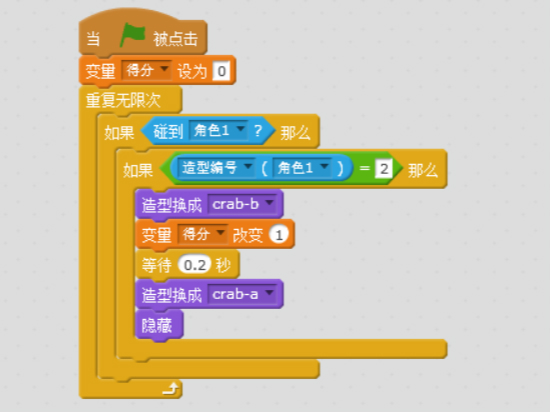 当 被点击
变量 得分 设为 0
重复无限次
如果 碰到 角色1 ? 那么
如果 造型编号 ( 角色1 ) = 2 那么
造型换成 crab-b
变量 得分 改变 1
等待 0.2 秒
造型换成 crab-a
隐藏